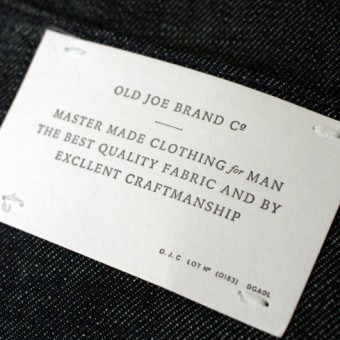 OLD JOE BRAND Cº
MASTER MADE CLOTHING for MAN
THE BEST QUALITY FABRIC AND BY
EXCLLENT CRAFTMANSHIP
O. J. C LOT Nº (0183) DGADL